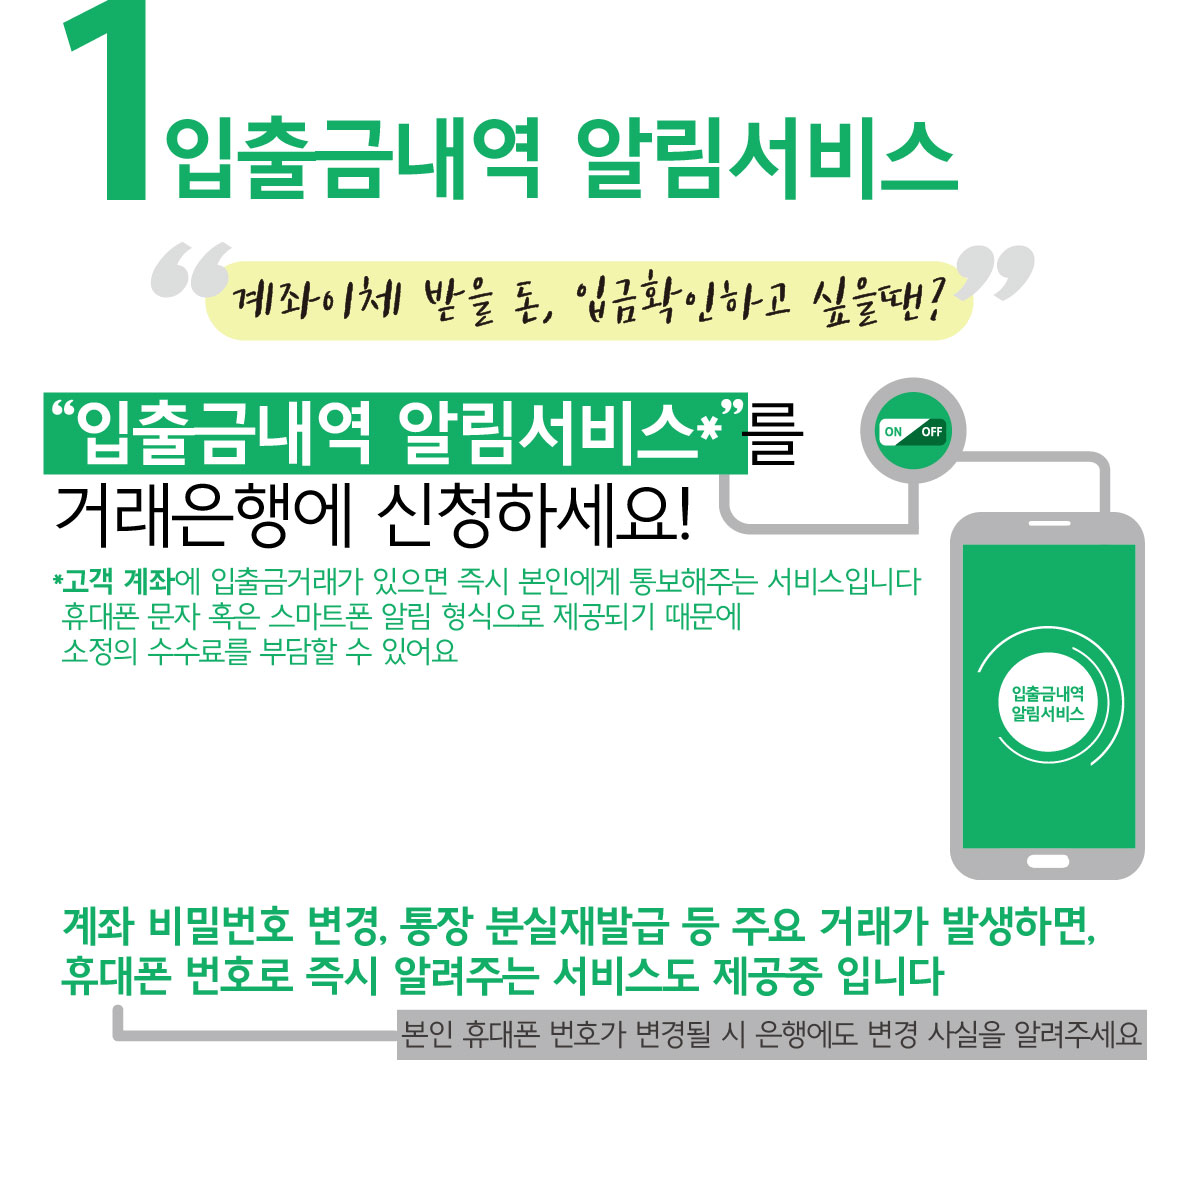 1 입출금내역 알림서비스
“계좌이체 받을 돈, 입금확인하고 싶을땐?”
“입출금내역 알림서비스*”를
거래은행에 신청하세요!
ON OFF
*고객 계좌에 입출금거래가 있으면 즉시 본인에게 통보해주는 서비스입니다
휴대폰 문자 혹은 스마트폰 알림 형식으로 제공되기 때문에
소정의 수수료를 부담할 수 있어요
입출금내역
알림서비스
계좌 비밀번호 변경, 통장 분실재발급 등 주요 거래가 발생하면,
휴대폰 번호로 즉시 알려주는 서비스도 제공중 입니다
본인 휴대폰 번호가 변경될 시 은행에도 변경 사실을 알려주세요